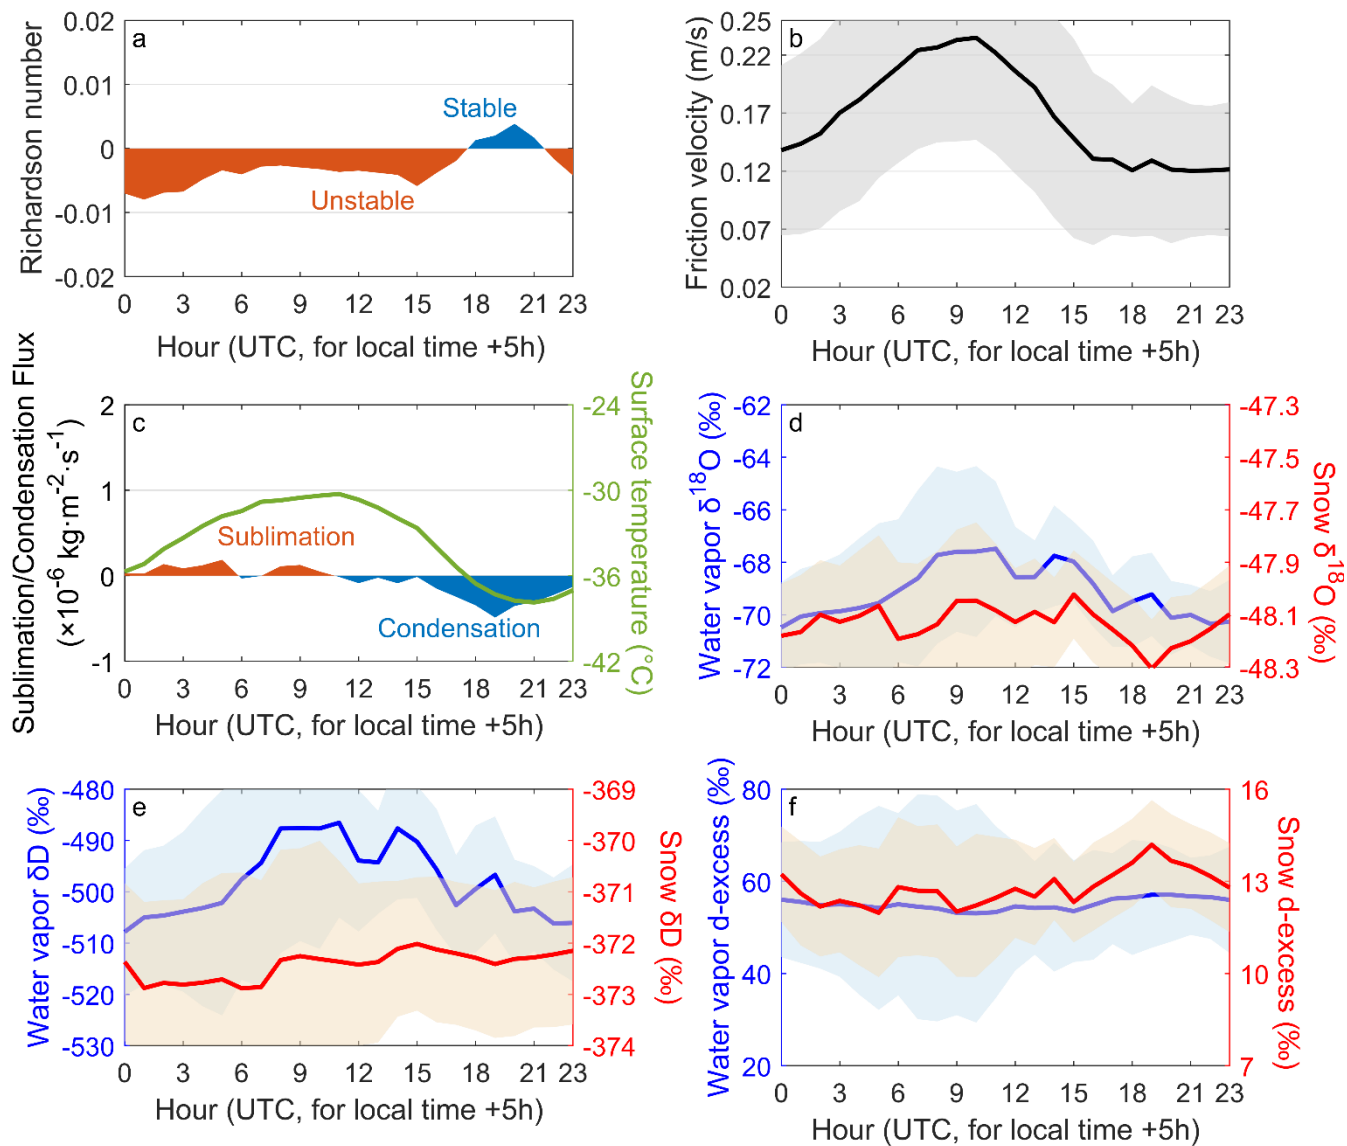 a
Richardson number
0.02
0.01
0
-0.01
-0.02
Stable
Unstable
0 3 6 9 12 15 18 21 23
Hour (UTC, for local time +5h)
b
Friction velocity (m/s)
0.25
0.22
0.17
0.12
0.07
0.02
0 3 6 9 12 15 18 21 23
Hour (UTC, for local time +5h)
c
Sublimation/Condensation Flux
(×10⁻⁶ kg·m⁻²·s⁻¹)
2
1
0
-1
Sublimation
Condensation
-24
-30
-36
-42
Surface temperature (°C)
0 3 6 9 12 15 18 21 23
Hour (UTC, for local time +5h)
d
Water vapor δ¹⁸O (‰)
-62
-64
-66
-68
-70
-72
-47.3
-47.5
-47.7
-47.9
-48.1
-48.3
Snow δ¹⁸O (‰)
0 3 6 9 12 15 18 21 23
Hour (UTC, for local time +5h)
e
Water vapor δD (‰)
-480
-490
-500
-510
-520
-530
-369
-370
-371
-372
-373
-374
Snow δD (‰)
0 3 6 9 12 15 18 21 23
Hour (UTC, for local time +5h)
f
Water vapor d-excess (‰)
80
60
40
20
16
13
10
7
Snow d-excess (‰)
0 3 6 9 12 15 18 21 23
Hour (UTC, for local time +5h)